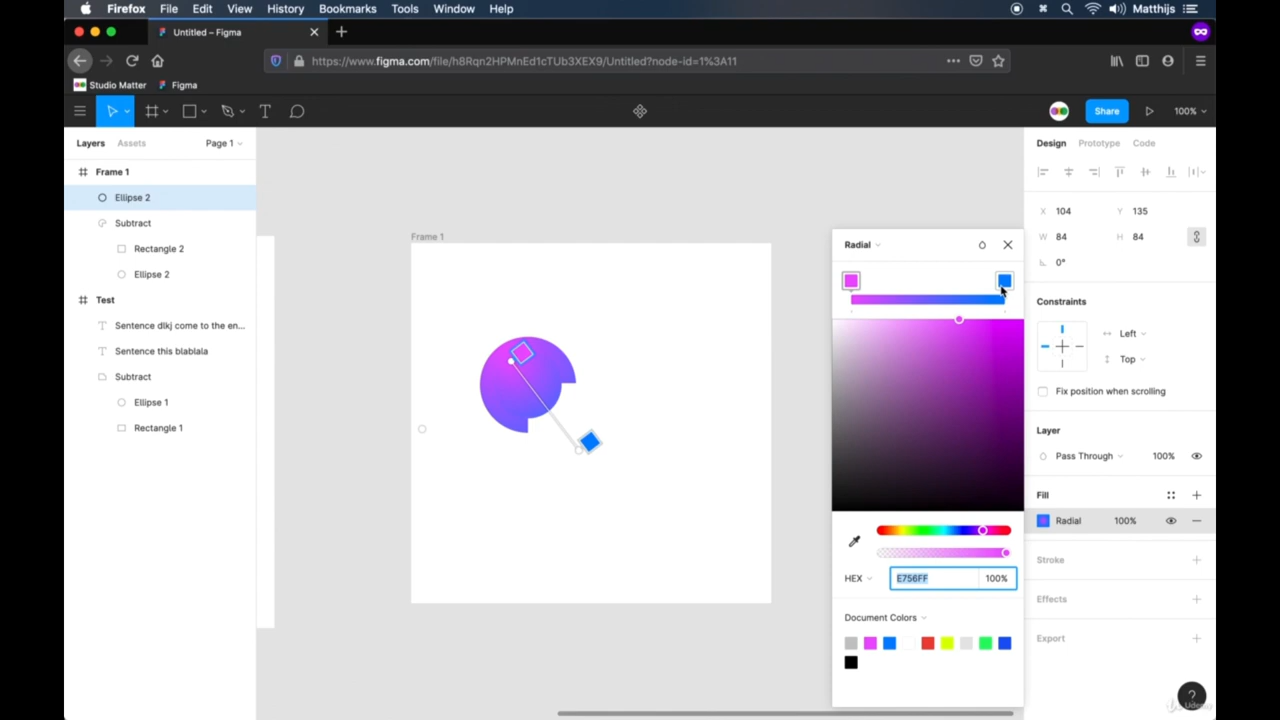 Firefox File Edit View History Bookmarks Tools Window Help Matthijs
Untitled – Figma
https://www.figma.com/file/h8Rqn2HPMnEd1cTUb3XEX9/Untitled?node-id=1%3A11
Studio Matter Figma
Share 100%
Layers Assets Page 1
Frame 1
Ellipse 2
Subtract
Rectangle 2
Ellipse 2
Test
Sentence dlkj come to the en...
Sentence this blablala
Subtract
Ellipse 1
Rectangle 1
Frame 1
Radial
HEX E756FF 100%
Document Colors
Design Prototype Code
X 104 Y 135
W 84 H 84
0°
Constraints
Left
Top
Fix position when scrolling
Layer
Pass Through 100%
Fill
Radial 100%
Stroke
Effects
Export
?
Udemy